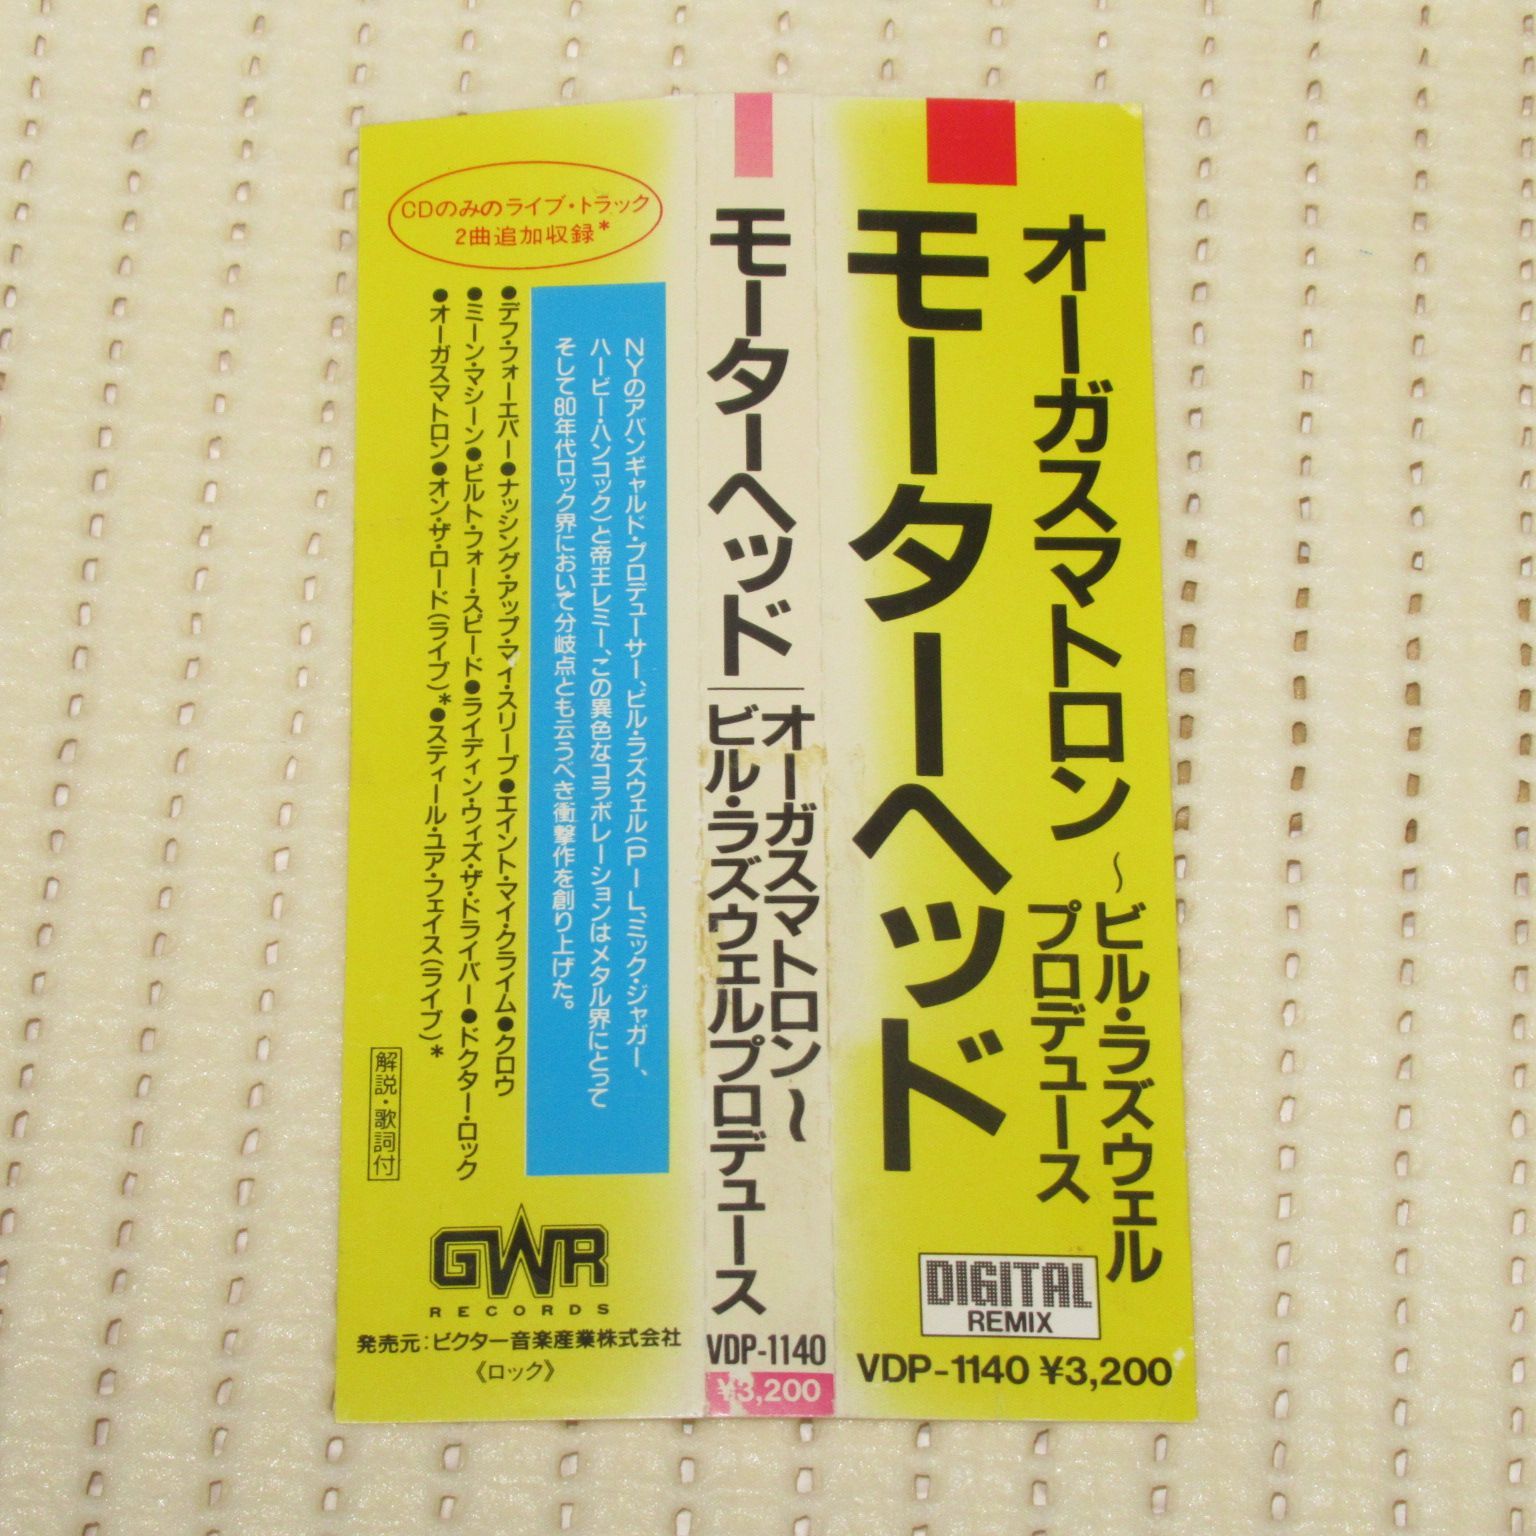 オーガスマトロン〜ビル・ラズウェル
プロデュース
モーターヘッド
DIGITAL
REMIX
VDP-1140 ¥3,200
モーターヘッド
オーガスマトロン〜
ビル・ラズウェルプロデュース
VDP-1140
¥3,200
CDのみのライブ・トラック
2曲追加収録*
NYのアバンギャルド・プロデューサー、ビル・ラズウェル(PIL、ミック・ジャガー、
ハービー・ハンコック)と帝王レミー、この異色なコラボレーションはメタル界にとって
そして80年代ロック界において分岐点とも云うべき衝撃作を創り上げた。
●デフ・フォーエバー●ナッシング・アップ・マイ・スリーブ●エイント・マイ・クライム●クロウ
●ミーン・マシーン●ビルト・フォー・スピード●ライディン・ウィズ・ザ・ドライバー●ドクター・ロック
●オーガスマトロン●オン・ザ・ロード(ライブ)*●スティール・ユア・フェイス(ライブ)*
解説・歌詞付
GWR
RECORDS
発売元:ビクター音楽産業株式会社
《ロック》